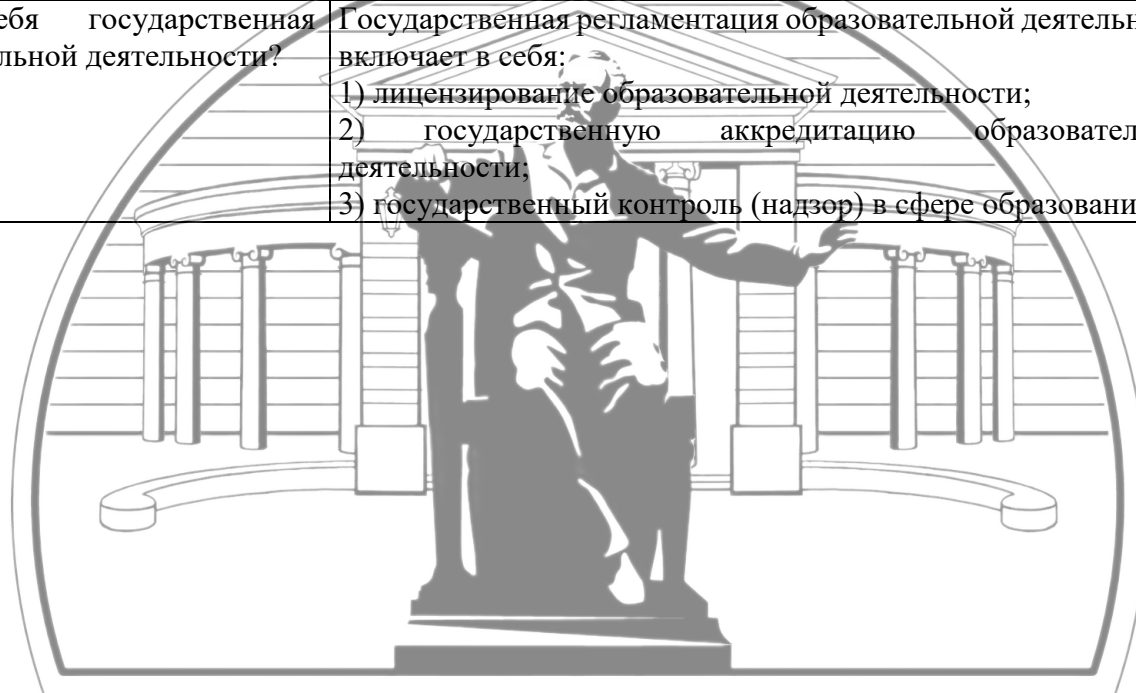 ебя государственная
льной деятельности?
Государственная регламентация образовательной деятельн
включает в себя:
1) лицензирование образовательной деятельности;
2) государственную аккредитацию образовател
деятельности;
3) государственный контроль (надзор) в сфере образовани